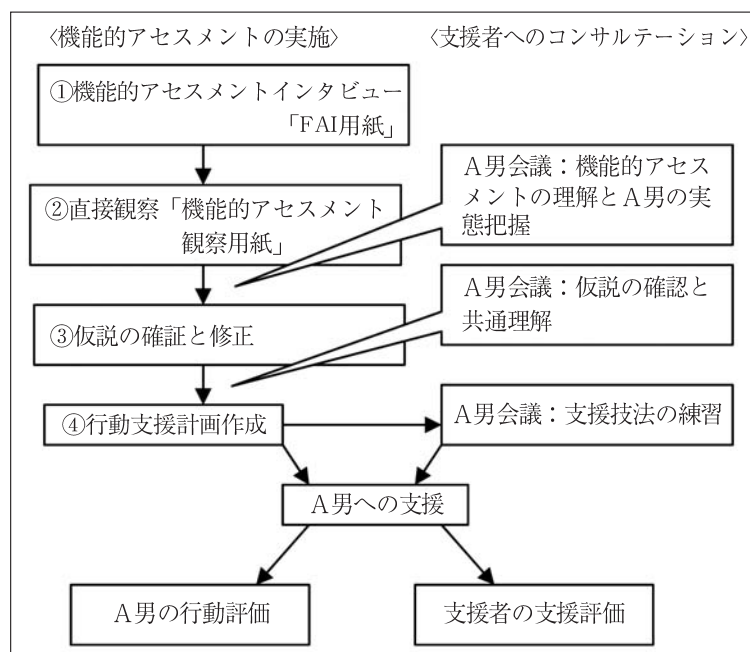 〈機能的アセスメントの実施〉
〈支援者へのコンサルテーション〉
①機能的アセスメントインタビュー
「FAI用紙」
A男会議：機能的アセス
メントの理解とA男の実
態把握
②直接観察「機能的アセスメント
観察用紙」
A男会議：仮説の確認と
共通理解
③仮説の確証と修正
④行動支援計画作成
A男会議：支援技法の練習
A男への支援
A男の行動評価
支援者の支援評価